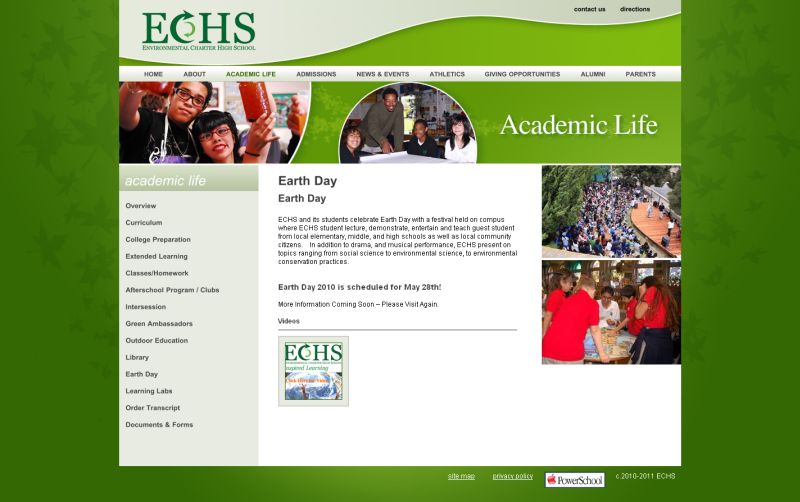 contact us directions
ECHS
ENVIRONMENTAL CHARTER HIGH SCHOOL
HOME ABOUT ACADEMIC LIFE ADMISSIONS NEWS & EVENTS ATHLETICS GIVING OPPORTUNITIES ALUMNI PARENTS
Academic Life
academic life
Overview
Curriculum
College Preparation
Extended Learning
Classes/Homework
Afterschool Program / Clubs
Intersession
Green Ambassadors
Outdoor Education
Library
Earth Day
Learning Labs
Order Transcript
Documents & Forms
Earth Day
Earth Day
ECHS and its students celebrate Earth Day with a festival held on campus
where ECHS student lecture, demonstrate, entertain and teach guest student
from local elementary, middle, and high schools as well as local community
citizens. In addition to drama, and musical performance, ECHS present on
topics ranging from social science to environmental science, to environmental
conservation practices.
Earth Day 2010 is scheduled for May 28th!
More Information Coming Soon – Please Visit Again.
Videos
ECHS
ENVIRONMENTAL CHARTER HIGH SCHOOL
Learning
Click Here for Video
site map privacy policy PowerSchool c.2010-2011 ECHS